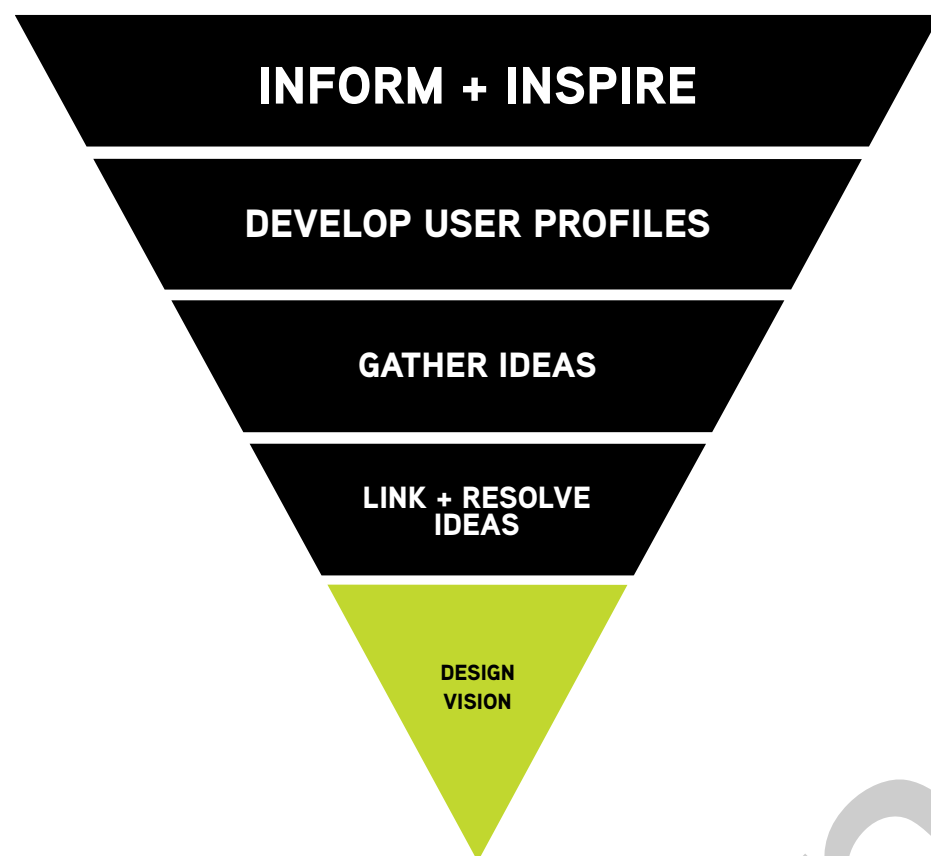 INFORM + INSPIRE
DEVELOP USER PROFILES
GATHER IDEAS
LINK + RESOLVE
IDEAS
DESIGN
VISION